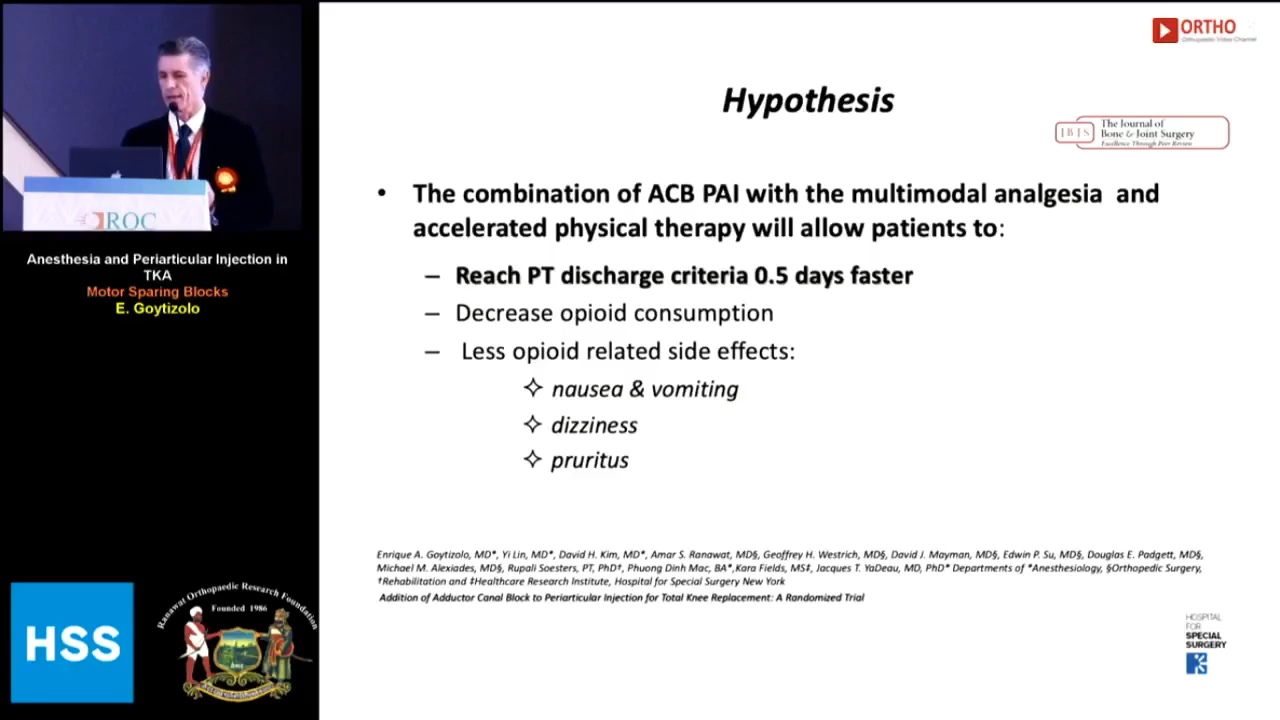 ORTHO
Orthopaedic Video Channel
Hypothesis
JBJS
The Journal of
Bone & Joint Surgery
Excellence Through Peer Review
• The combination of ACB PAI with the multimodal analgesia and
accelerated physical therapy will allow patients to:
– Reach PT discharge criteria 0.5 days faster
– Decrease opioid consumption
– Less opioid related side effects:
✧ nausea & vomiting
✧ dizziness
✧ pruritus
ROC
Anesthesia and Periarticular Injection in
TKA
Motor Sparing Blocks
E. Goytizolo
Enrique A. Goytizolo, MD*, Yi Lin, MD*, David H. Kim, MD*, Amar S. Ranawat, MD§, Geoffrey H. Westrich, MD§, David J. Mayman, MD§, Edwin P. Su, MD§, Douglas E. Padgett, MD§,
Michael M. Alexiades, MD§, Rupali Soesters, PT, PhD†, Phuong Dinh Mac, BA*,Kara Fields, MS‡, Jacques T. YaDeau, MD, PhD* Departments of *Anesthesiology, §Orthopedic Surgery,
†Rehabilitation and ‡Healthcare Research Institute, Hospital for Special Surgery New York
Addition of Adductor Canal Block to Periarticular Injection for Total Knee Replacement: A Randomized Trial
HSS
Ranawat Orthopaedic Research Foundation
Founded 1986
HOSPITAL
FOR
SPECIAL
SURGERY